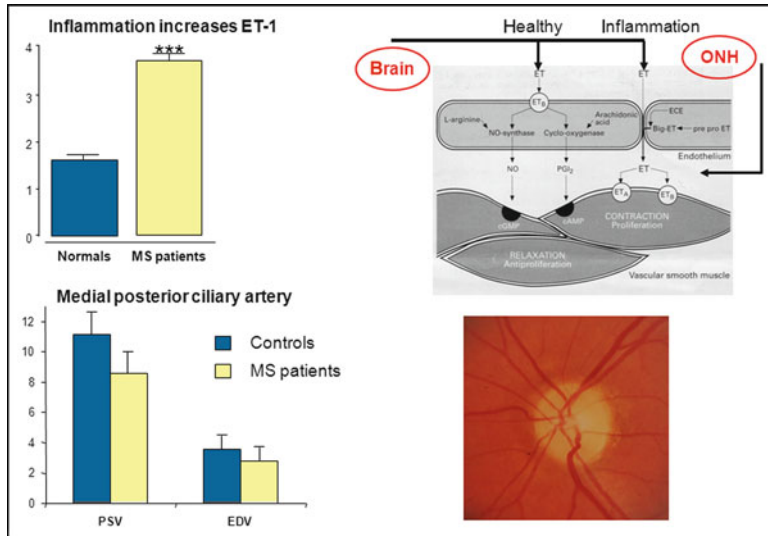 Inflammation increases ET-1
4
3
2
1
0
***
Normals
MS patients
Medial posterior ciliary artery
12
10
8
6
4
2
0
Controls
MS patients
PSV
EDV
Healthy
Inflammation
Brain
ONH
ET
ET
ET_B
L-arginine
Arachidonic
acid
NO-synthase
Cyclo-oxygenase
ECE
Big-ET
pre pro ET
Endothelium
NO
PGI₂
ET
ET_A
ET_B
cGMP
cAMP
CONTRACTION
Proliferation
RELAXATION
Antiproliferation
Vascular smooth muscle